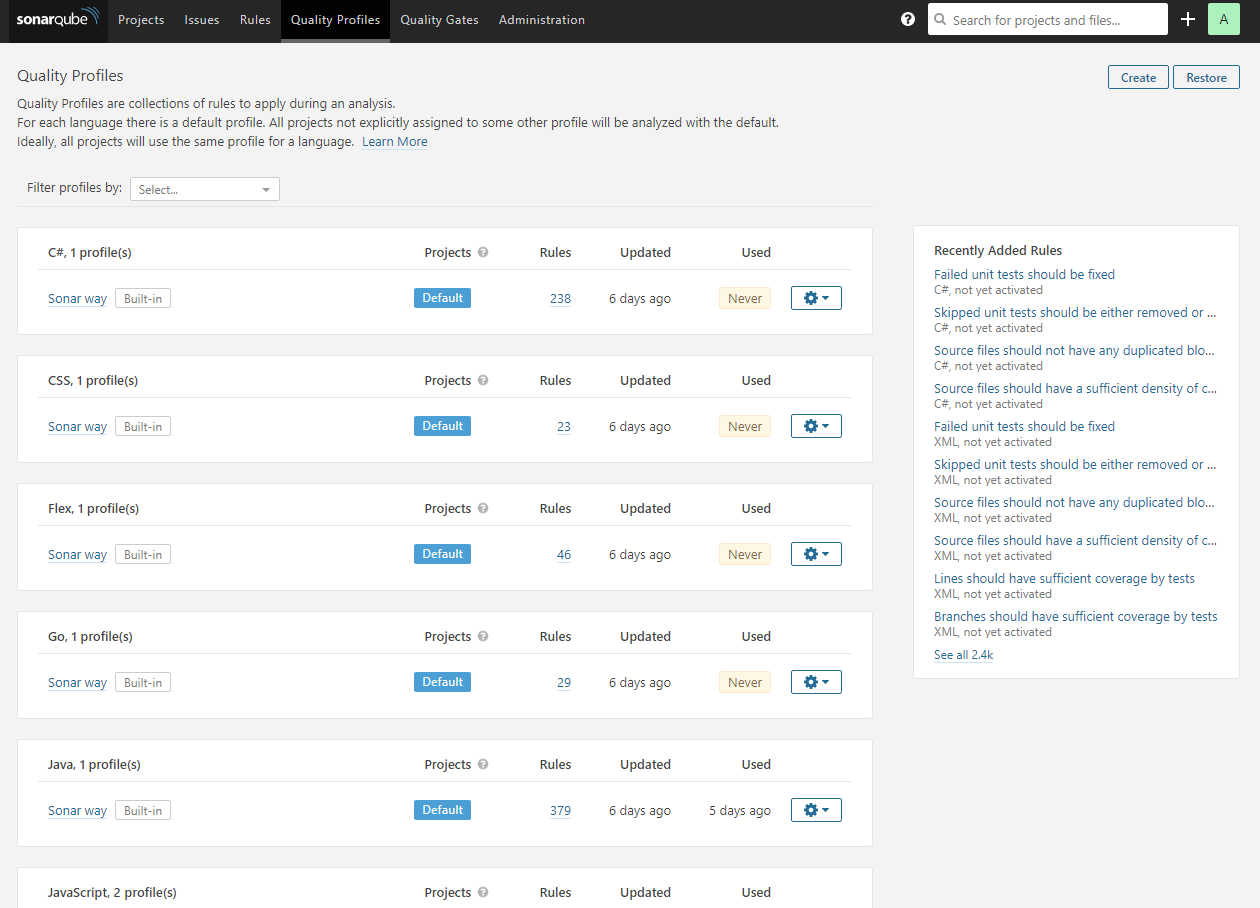 sonarqube Projects Issues Rules Quality Profiles Quality Gates Administration ? Search for projects and files... A
Quality Profiles
Create Restore
Quality Profiles are collections of rules to apply during an analysis.
For each language there is a default profile. All projects not explicitly assigned to some other profile will be analyzed with the default.
Ideally, all projects will use the same profile for a language. Learn More
Filter profiles by: Select...
C#, 1 profile(s) Projects ? Rules Updated Used
Sonar way Built-in Default 238 6 days ago Never
CSS, 1 profile(s) Projects ? Rules Updated Used
Sonar way Built-in Default 23 6 days ago Never
Flex, 1 profile(s) Projects ? Rules Updated Used
Sonar way Built-in Default 46 6 days ago Never
Go, 1 profile(s) Projects ? Rules Updated Used
Sonar way Built-in Default 29 6 days ago Never
Java, 1 profile(s) Projects ? Rules Updated Used
Sonar way Built-in Default 379 6 days ago 5 days ago
JavaScript, 2 profile(s) Projects ? Rules Updated Used
Recently Added Rules
Failed unit tests should be fixed
C#, not yet activated
Skipped unit tests should be either removed or ...
C#, not yet activated
Source files should not have any duplicated blo...
C#, not yet activated
Source files should have a sufficient density of c...
C#, not yet activated
Failed unit tests should be fixed
XML, not yet activated
Skipped unit tests should be either removed or ...
XML, not yet activated
Source files should not have any duplicated blo...
XML, not yet activated
Source files should have a sufficient density of c...
XML, not yet activated
Lines should have sufficient coverage by tests
XML, not yet activated
Branches should have sufficient coverage by tests
XML, not yet activated
See all 2.4k